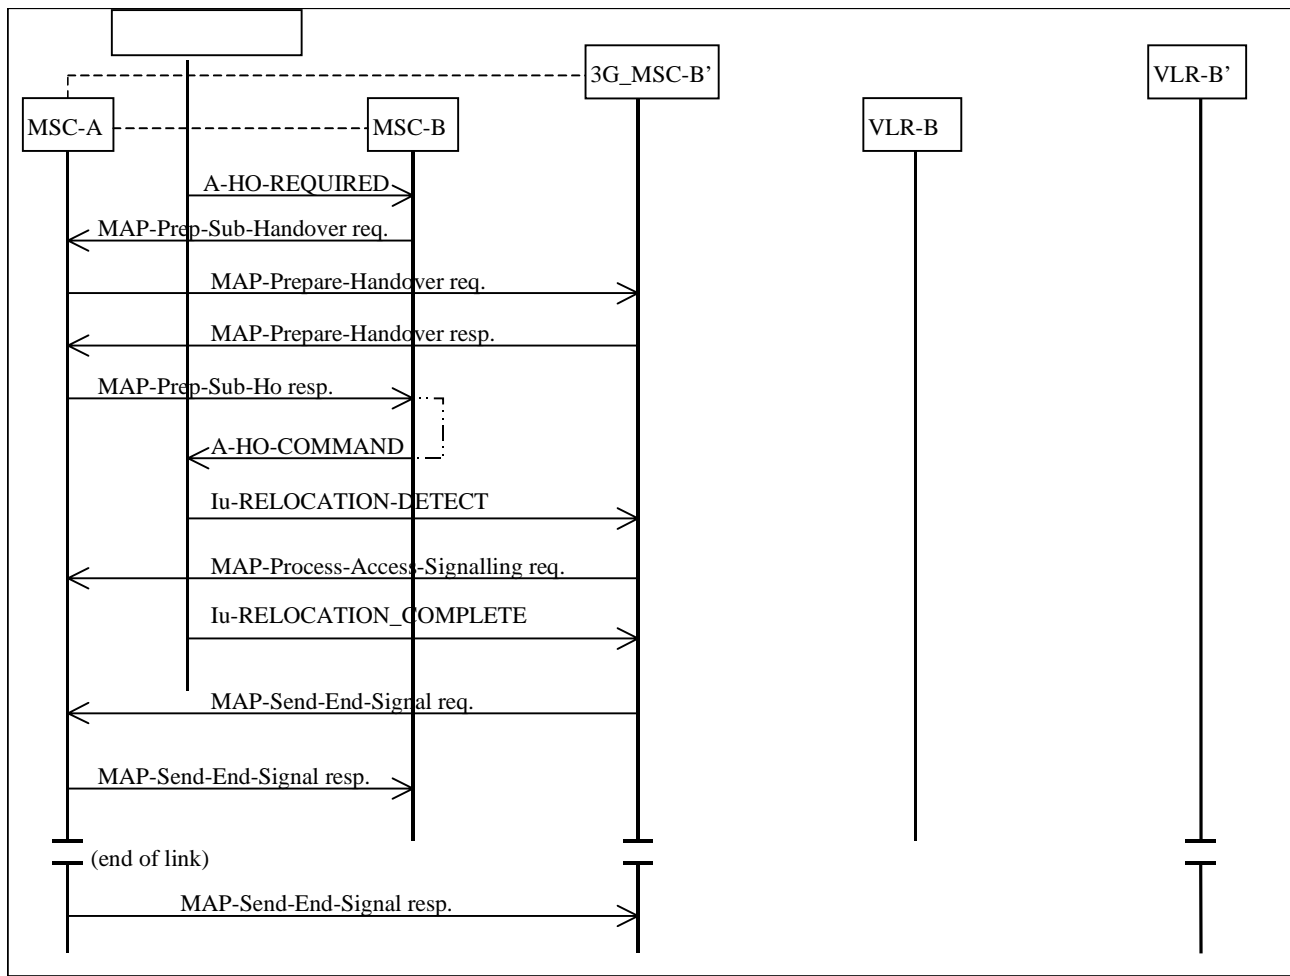 3G_MSC-B’
VLR-B’
MSC-A
MSC-B
VLR-B
A-HO-REQUIRED
MAP-Prep-Sub-Handover req.
MAP-Prepare-Handover req.
MAP-Prepare-Handover resp.
MAP-Prep-Sub-Ho resp.
A-HO-COMMAND
Iu-RELOCATION-DETECT
MAP-Process-Access-Signalling req.
Iu-RELOCATION_COMPLETE
MAP-Send-End-Signal req.
MAP-Send-End-Signal resp.
(end of link)
MAP-Send-End-Signal resp.